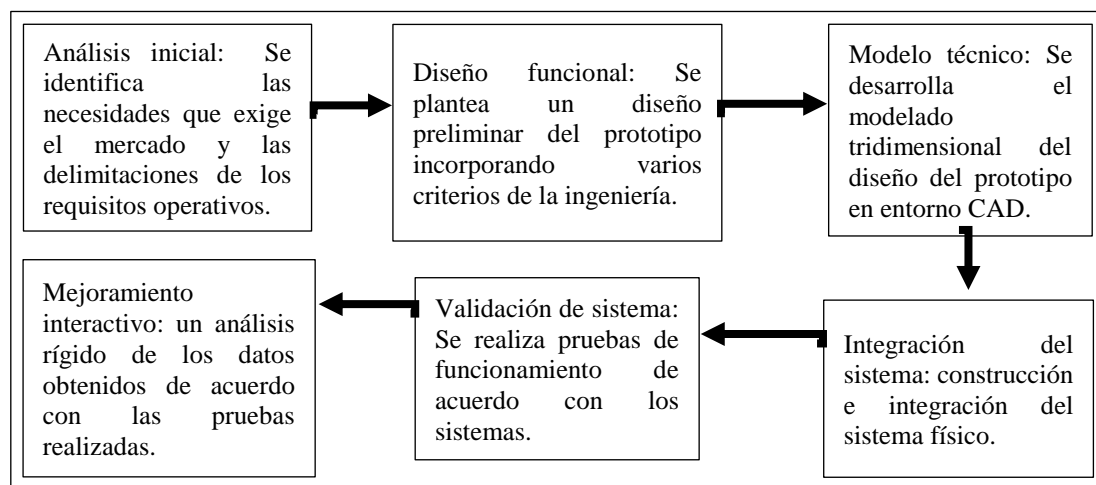 Análisis inicial: Se
identifica las
necesidades que exige
el mercado y las
delimitaciones de los
requisitos operativos.
Diseño funcional: Se
plantea un diseño
preliminar del prototipo
incorporando varios
criterios de la ingeniería.
Modelo técnico: Se
desarrolla el
modelado
tridimensional del
diseño del prototipo
en entorno CAD.
Integración del
sistema: construcción
e integración del
sistema físico.
Validación de sistema:
Se realiza pruebas de
funcionamiento de
acuerdo con los
sistemas.
Mejoramiento
interactivo: un análisis
rígido de los datos
obtenidos de acuerdo
con las pruebas
realizadas.